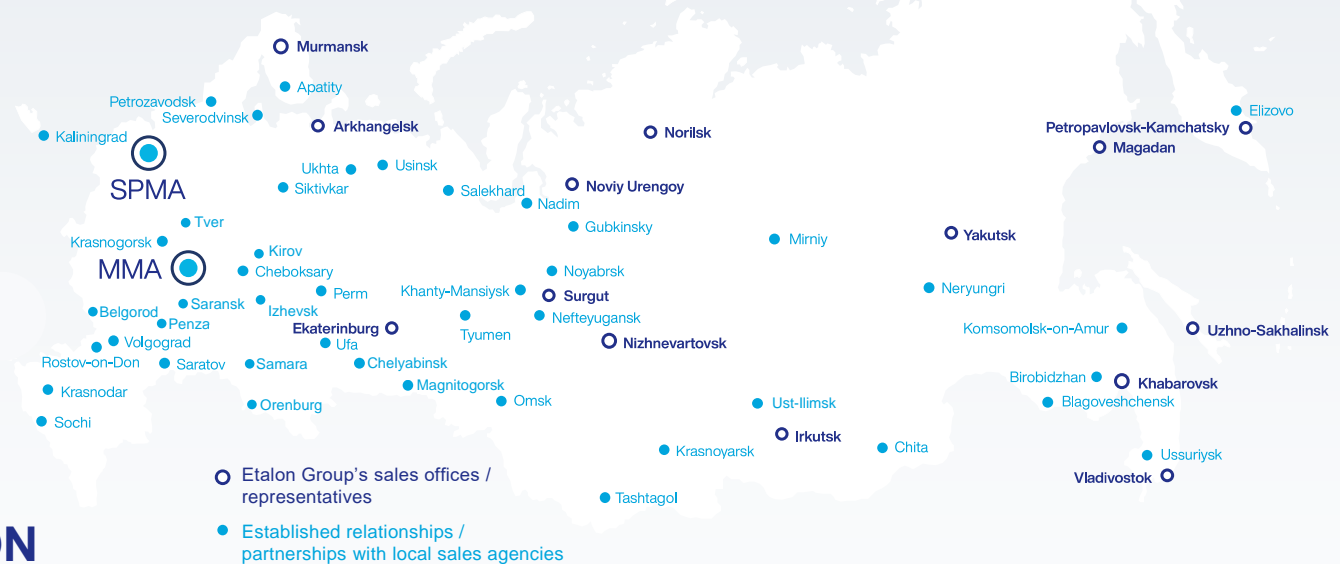 Murmansk
Apatity
Petrozavodsk
Severodvinsk
Elizovo
Kaliningrad
Arkhangelsk
Norilsk
Petropavlovsk-Kamchatsky
Magadan
SPMA
Ukhta
Usinsk
Siktivkar
Salekhard
Noviy Urengoy
Nadim
Tver
Gubkinsky
Krasnogorsk
Mirniy
Yakutsk
Kirov
MMA
Cheboksary
Noyabrsk
Perm
Khanty-Mansiysk
Surgut
Neryungri
Belgorod
Saransk
Izhevsk
Penza
Ekaterinburg
Tyumen
Nefteyugansk
Komsomolsk-on-Amur
Uzhno-Sakhalinsk
Volgograd
Ufa
Nizhnevartovsk
Rostov-on-Don
Saratov
Samara
Chelyabinsk
Birobidzhan
Khabarovsk
Krasnodar
Magnitogorsk
Orenburg
Omsk
Ust-Ilimsk
Blagoveshchensk
Sochi
Irkutsk
Krasnoyarsk
Chita
Ussuriysk
Vladivostok
Tashtagol
Etalon Group's sales offices /
representatives
Established relationships /
partnerships with local sales agencies